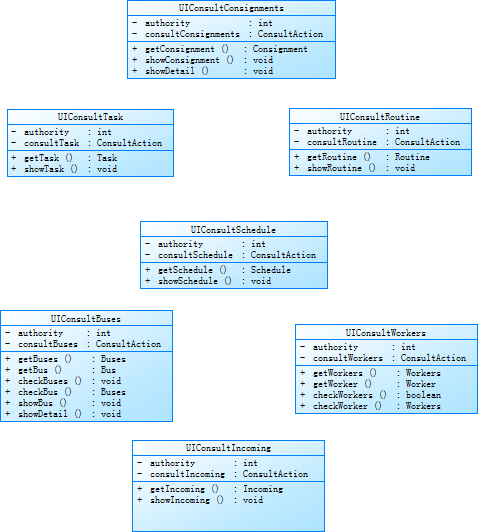 UIConsultConsignments
- authority : int
- consultConsignments : ConsultAction
+ getConsignment () : Consignment
+ showConsignment () : void
+ showDetail () : void
UIConsultTask
- authority : int
- consultTask : ConsultAction
+ getTask () : Task
+ showTask () : void
UIConsultRoutine
- authority : int
- consultRoutine : ConsultAction
+ getRoutine () : Routine
+ showRoutine () : void
UIConsultSchedule
- authority : int
- consultSchedule : ConsultAction
+ getSchedule () : Schedule
+ showSchedule () : void
UIConsultBuses
- authority : int
- consultBuses : ConsultAction
+ getBuses () : Buses
+ getBus () : Bus
+ checkBuses () : void
+ checkBus () : Buses
+ showBus () : void
+ showDetail () : void
UIConsultWorkers
- authority : int
- consultWorkers : ConsultAction
+ getWorkers () : Workers
+ getWorker () : Worker
+ checkWorkers () : boolean
+ checkWorker () : Workers
UIConsultIncoming
- authority : int
- consultIncoming : ConsultAction
+ getIncoming () : Incoming
+ showIncoming () : void